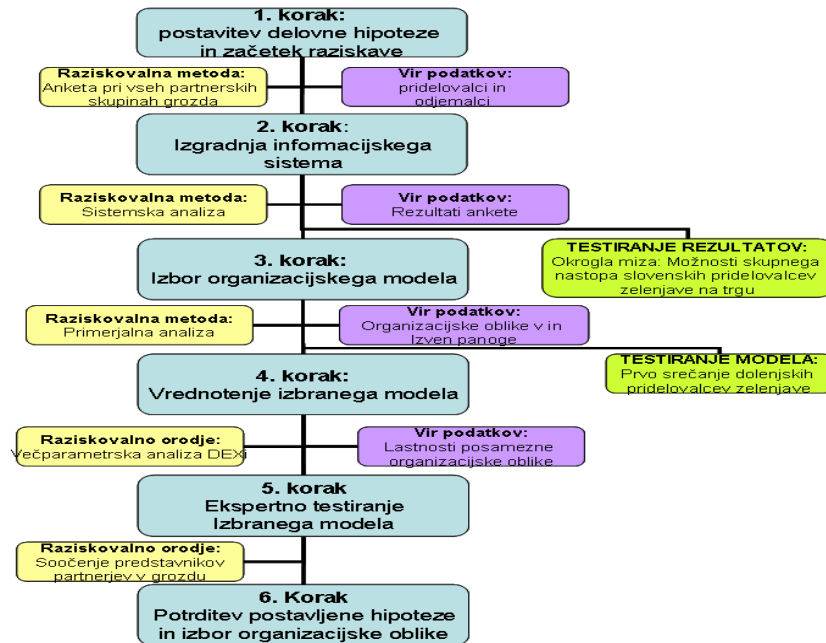 1. korak:
postavitev delovne hipoteze
in začetek raziskave
Raziskovalna metoda:
Anketa pri vseh partnerskih
skupinah grozda
Vir podatkov:
pridelovalci in
odjemalci
2. korak:
Izgradnja informacijskega
sistema
Raziskovalna metoda:
Sistemska analiza
Vir podatkov:
Rezultati ankete
TESTIRANJE REZULTATOV:
Okrogla miza: Možnosti skupnega
nastopa slovenskih pridelovalcev
zelenjave na trgu
3. korak:
Izbor organizacijskega modela
Raziskovalna metoda:
Primerjalna analiza
Vir podatkov:
Organizacijske oblike v in
Izven panoge
TESTIRANJE MODELA:
Prvo srečanje dolenjskih
pridelovalcev zelenjave
4. korak:
Vrednotenje izbranega modela
Raziskovalno orodje:
Večparametrska analiza DEXi
Vir podatkov:
Lastnosti posamezne
organizacijske oblike
5. korak
Ekspertno testiranje
Izbranega modela
Raziskovalno orodje:
Soočenje predstavnikov
partnerjev v grozdu
6. Korak
Potrditev postavljene hipoteze
in izbor organizacijske oblike